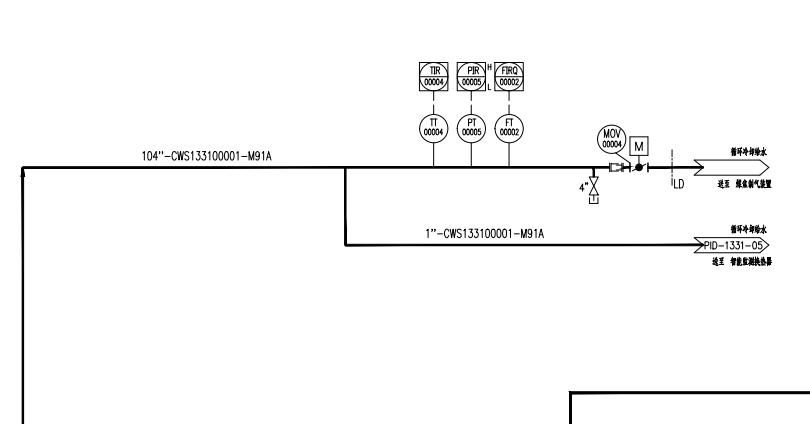 TIR
00004
PIR
00005
H
L
FIRQ
00002
TT
00004
PT
00005
FT
00002
MOV
00004
M
104"-CWS133100001-M91A
循环冷却给水
4"
LD
送至 煤焦制气装置
循环冷却给水
1"-CWS133100001-M91A
PID-1331-05
送至 智能监测换热器